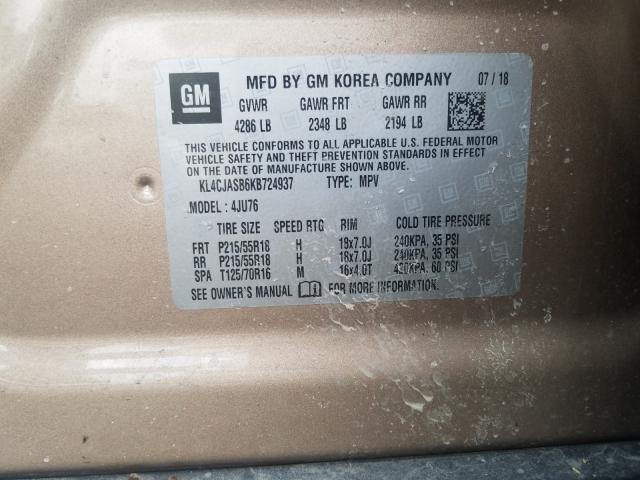 GM MFD BY GM KOREA COMPANY 07 / 18
GVWR GAWR FRT GAWR RR
4286 LB 2348 LB 2194 LB
THIS VEHICLE CONFORMS TO ALL APPLICABLE U.S. FEDERAL MOTOR
VEHICLE SAFETY AND THEFT PREVENTION STANDARDS IN EFFECT ON
THE DATE OF MANUFACTURE SHOWN ABOVE.
KL4CJASB6KB724937 TYPE: MPV
MODEL: 4JU76
TIRE SIZE SPEED RTG RIM COLD TIRE PRESSURE
FRT P215/55R18 H 18x7.0J 240KPA, 35 PSI
RR P215/55R18 H 18x7.0J 240KPA, 35 PSI
SPA T125/70R16 M 16x4.0T 420KPA, 60 PSI
SEE OWNER'S MANUAL FOR MORE INFORMATION.